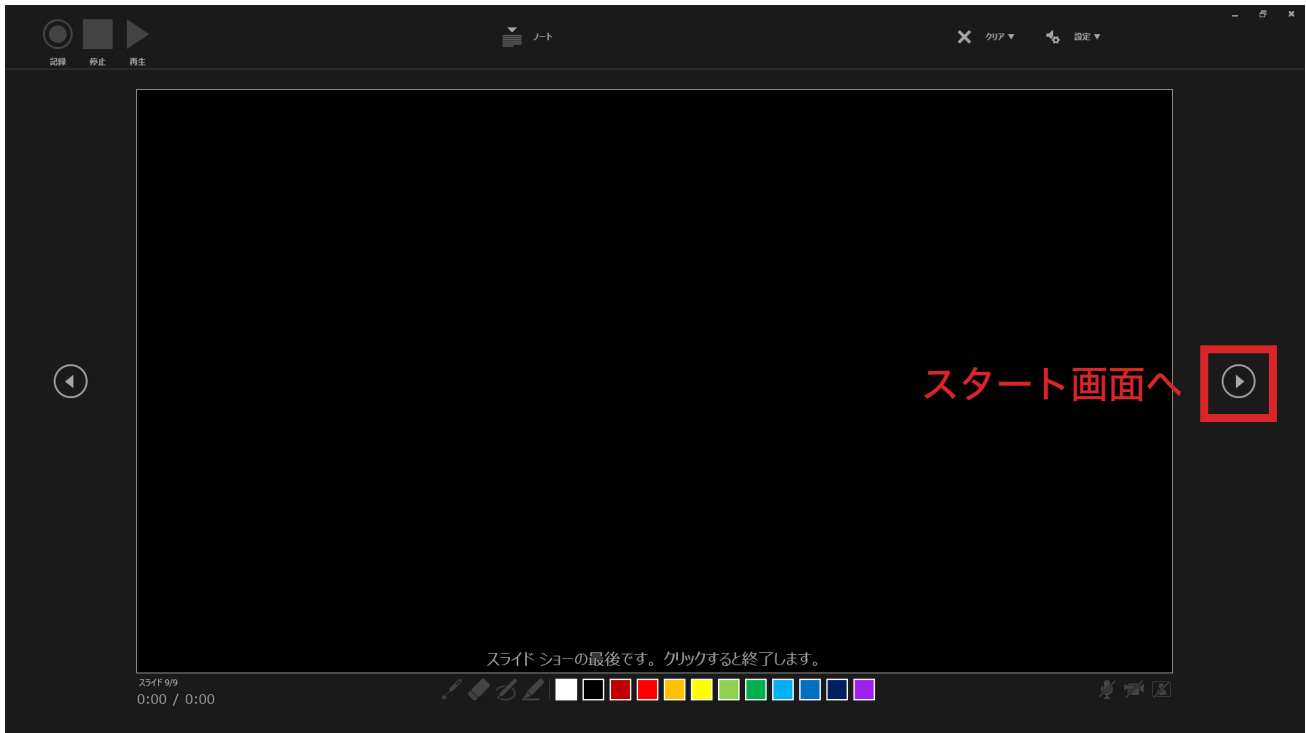 記録 停止 再生
ノート
クリア ▼ 設定 ▼
スタート画面へ
スライド ショーの最後です。クリックすると終了します。
スライド 9/9
0:00 / 0:00